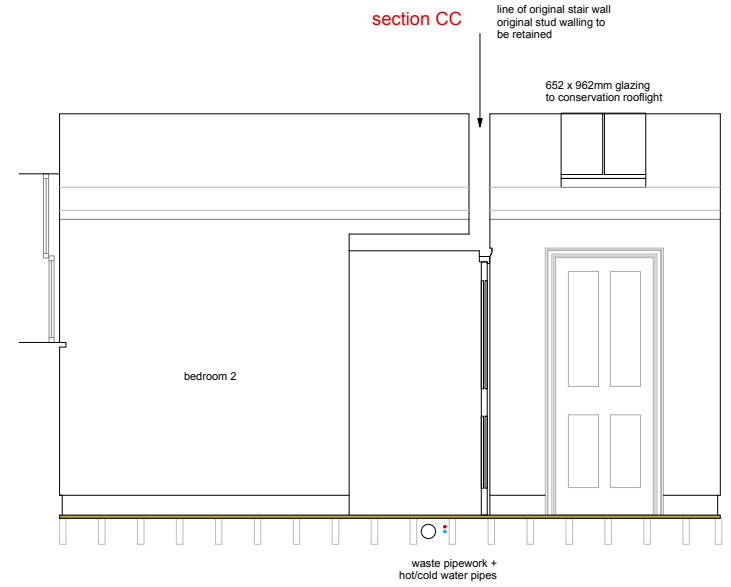 section CC
line of original stair wall
original stud walling to
be retained
652 x 962mm glazing
to conservation rooflight
bedroom 2
waste pipework +
hot/cold water pipes